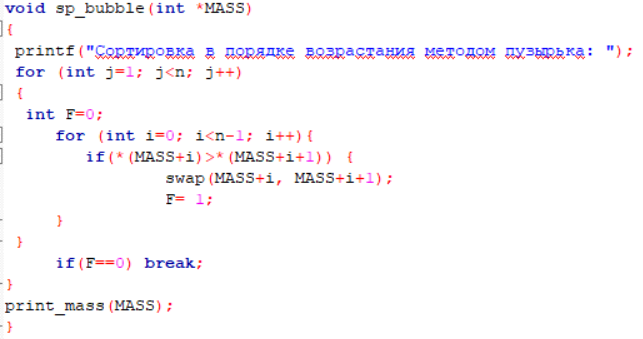 void sp_bubble(int *MASS)
{
printf("Сортировка в порядке возрастания методом пузырька: ");
for (int j=1; j<n; j++)
{
int F=0;
for (int i=0; i<n-1; i++){
if(*(MASS+i)>*(MASS+i+1)) {
swap(MASS+i, MASS+i+1);
F= 1;
}
}
if(F==0) break;
}
print_mass(MASS);
}